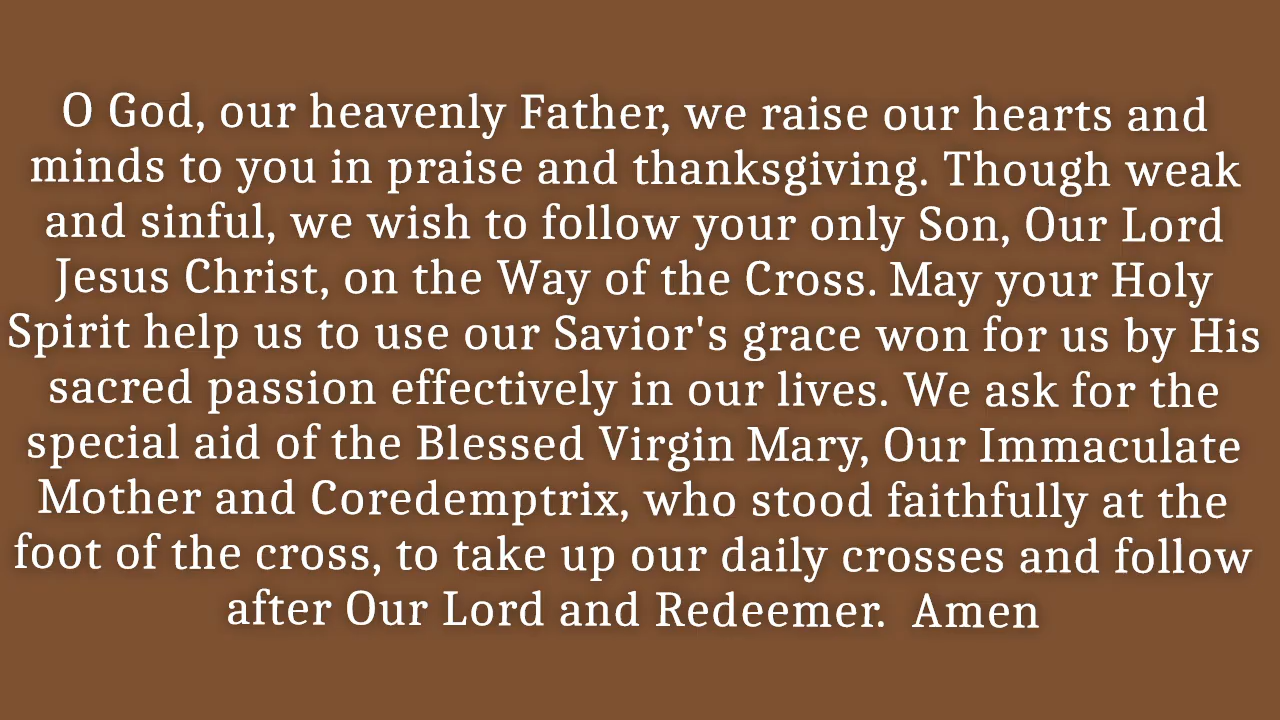 O God, our heavenly Father, we raise our hearts and
minds to you in praise and thanksgiving. Though weak
and sinful, we wish to follow your only Son, Our Lord
Jesus Christ, on the Way of the Cross. May your Holy
Spirit help us to use our Savior's grace won for us by His
sacred passion effectively in our lives. We ask for the
special aid of the Blessed Virgin Mary, Our Immaculate
Mother and Coredemptrix, who stood faithfully at the
foot of the cross, to take up our daily crosses and follow
after Our Lord and Redeemer.  Amen